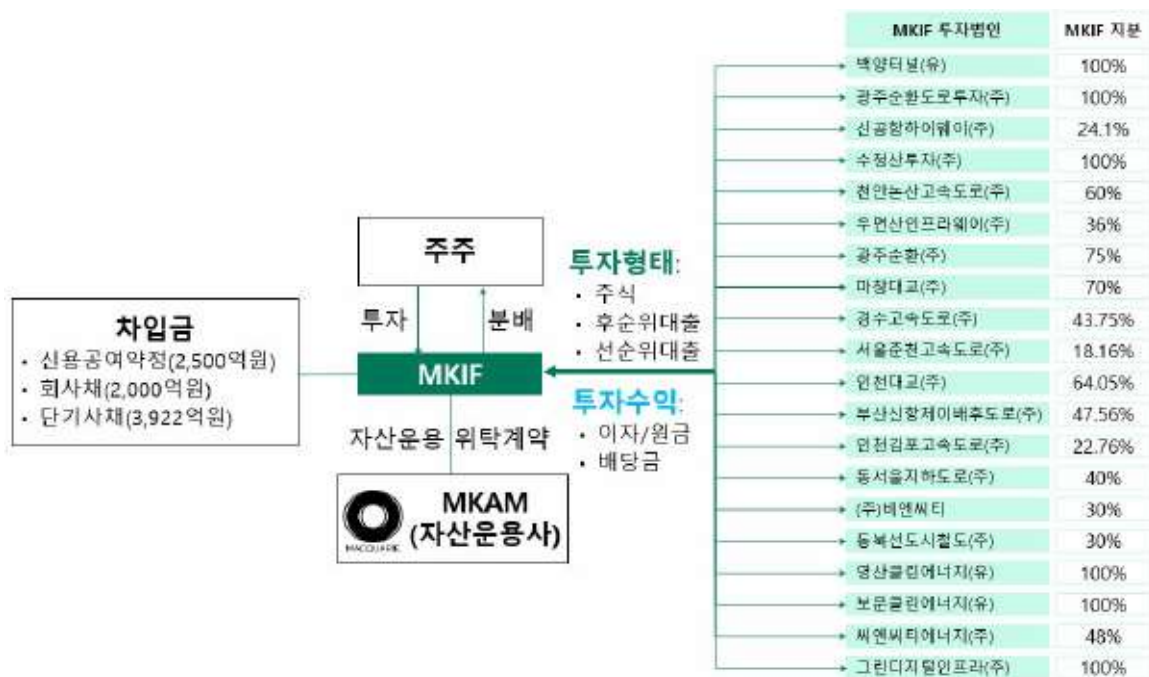 MKIF 투자법인 MKIF 지분
백양터널(유) 100%
광주순환도로투자(주) 100%
신공항하이웨이(주) 24.1%
수정산투자(주) 100%
천안논산고속도로(주) 60%
우면산인프라웨이(주) 36%
광주순환(주) 75%
마창대교(주) 70%
경수고속도로(주) 43.75%
서울춘천고속도로(주) 18.16%
인천대교(주) 64.05%
부산신항제이배후도로(주) 47.56%
인천김포고속도로(주) 22.76%
동서울지하도로(주) 40%
(주)비엔씨티 30%
동북선도시철도(주) 30%
영산클린에너지(유) 100%
보문클린에너지(유) 100%
씨엔씨티에너지(주) 48%
그린디지털인프라(주) 100%
주주
투자 분배
차입금
• 신용공여약정(2,500억원)
• 회사채(2,000억원)
• 단기사채(3,922억원)
MKIF
투자형태:
• 주식
• 후순위대출
• 선순위대출
투자수익:
• 이자/원금
• 배당금
자산운용 위탁계약
MKAM
(자산운용사)
MACQUARIE